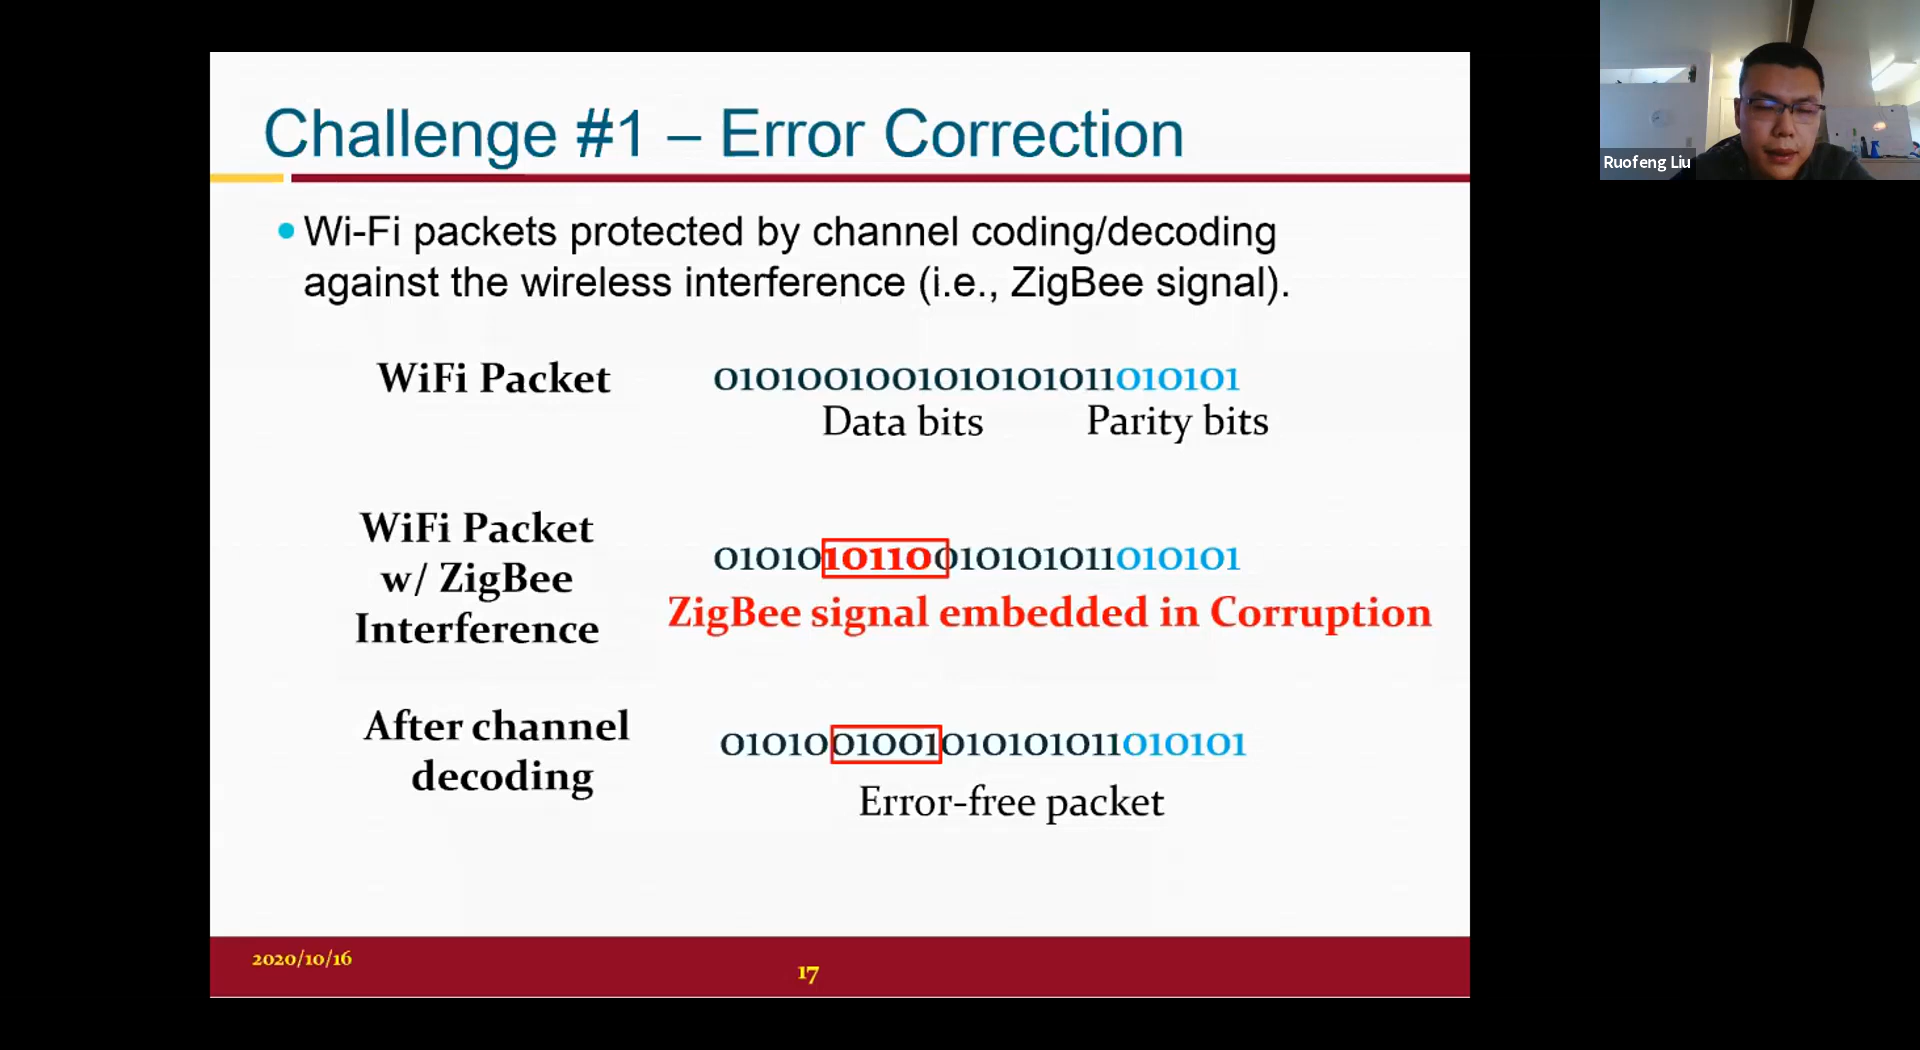 Challenge #1 – Error Correction
• Wi-Fi packets protected by channel coding/decoding
against the wireless interference (i.e., ZigBee signal).
WiFi Packet 0101001001010101011010101
Data bits Parity bits
WiFi Packet
w/ ZigBee
Interference
0101010110010101011010101
ZigBee signal embedded in Corruption
After channel
decoding
0101001001010101011010101
Error-free packet
2020/10/16
17
Ruofeng Liu